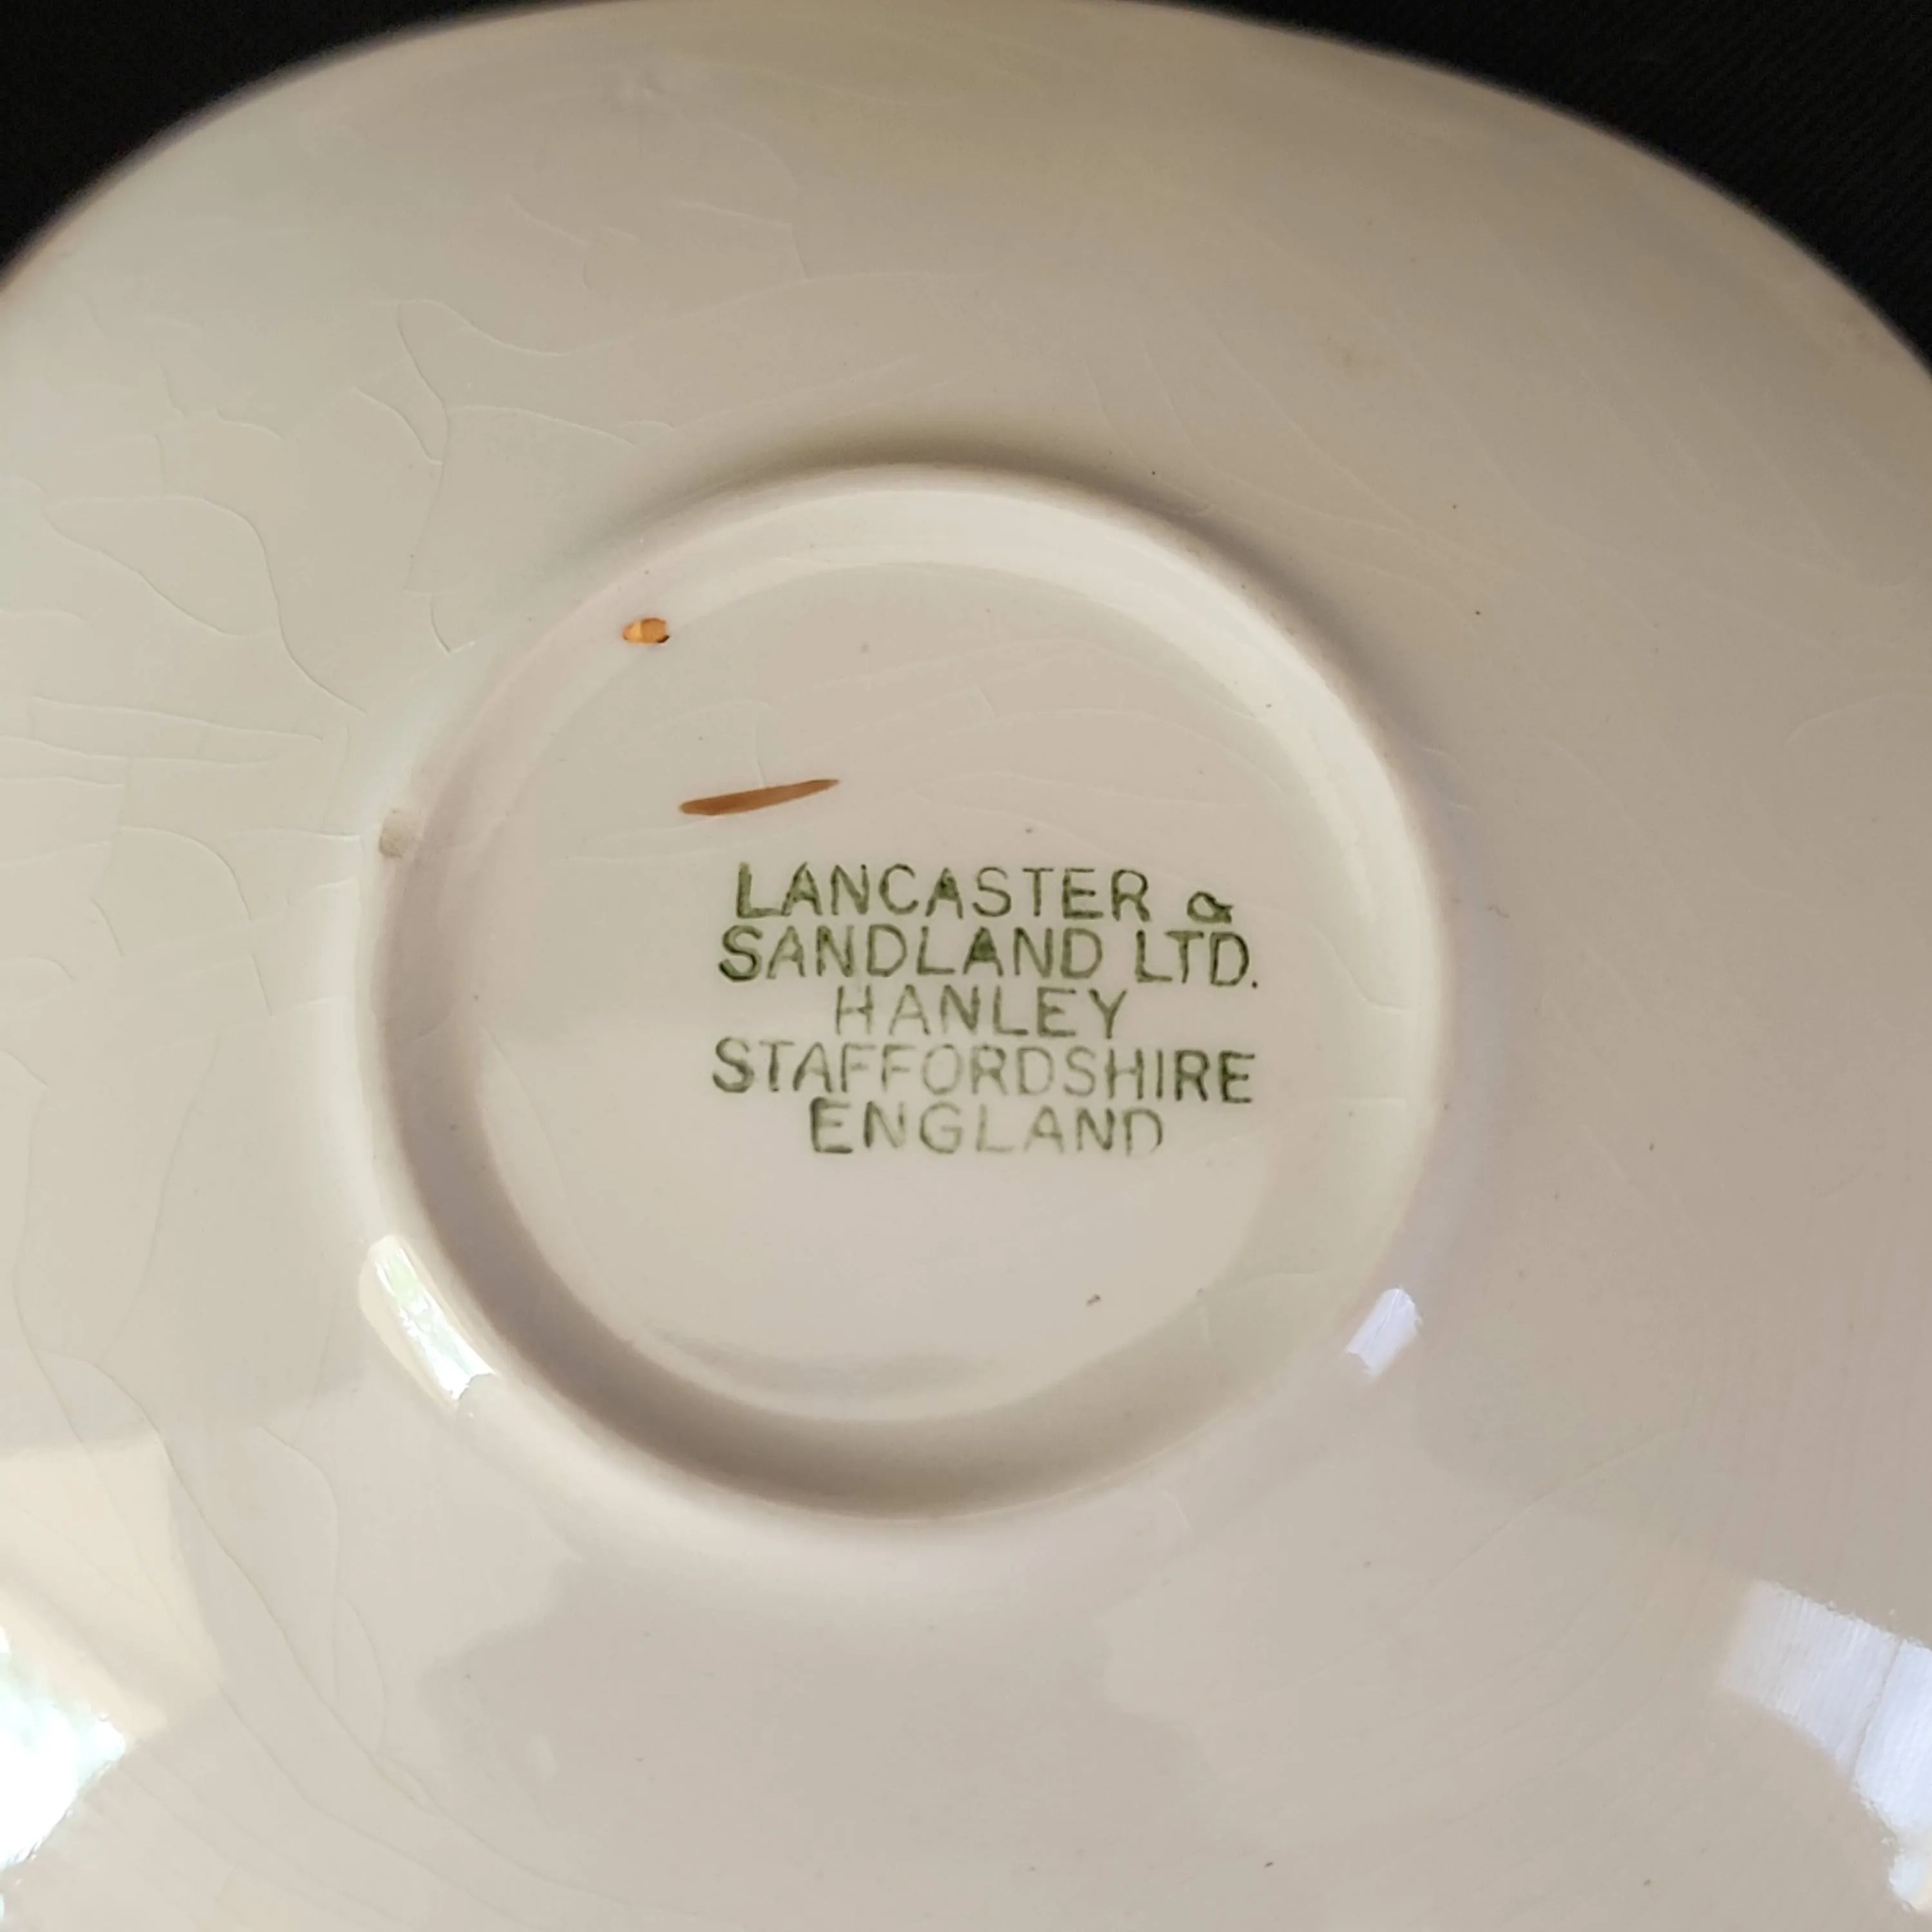 LANCASTER &
SANDLAND LTD.
HANLEY
STAFFORDSHIRE
ENGLAND